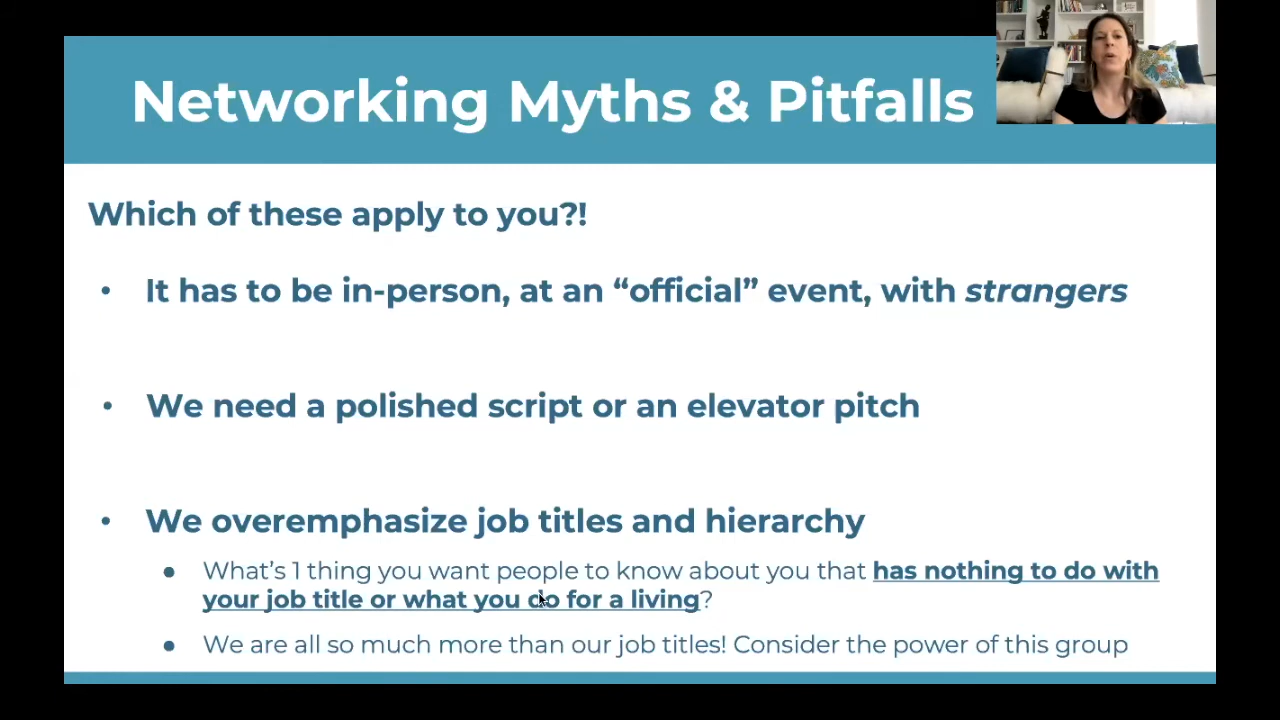 Networking Myths & Pitfalls
Which of these apply to you?!
• It has to be in-person, at an “official” event, with strangers
• We need a polished script or an elevator pitch
• We overemphasize job titles and hierarchy
● What’s 1 thing you want people to know about you that has nothing to do with
your job title or what you do for a living?
● We are all so much more than our job titles! Consider the power of this group